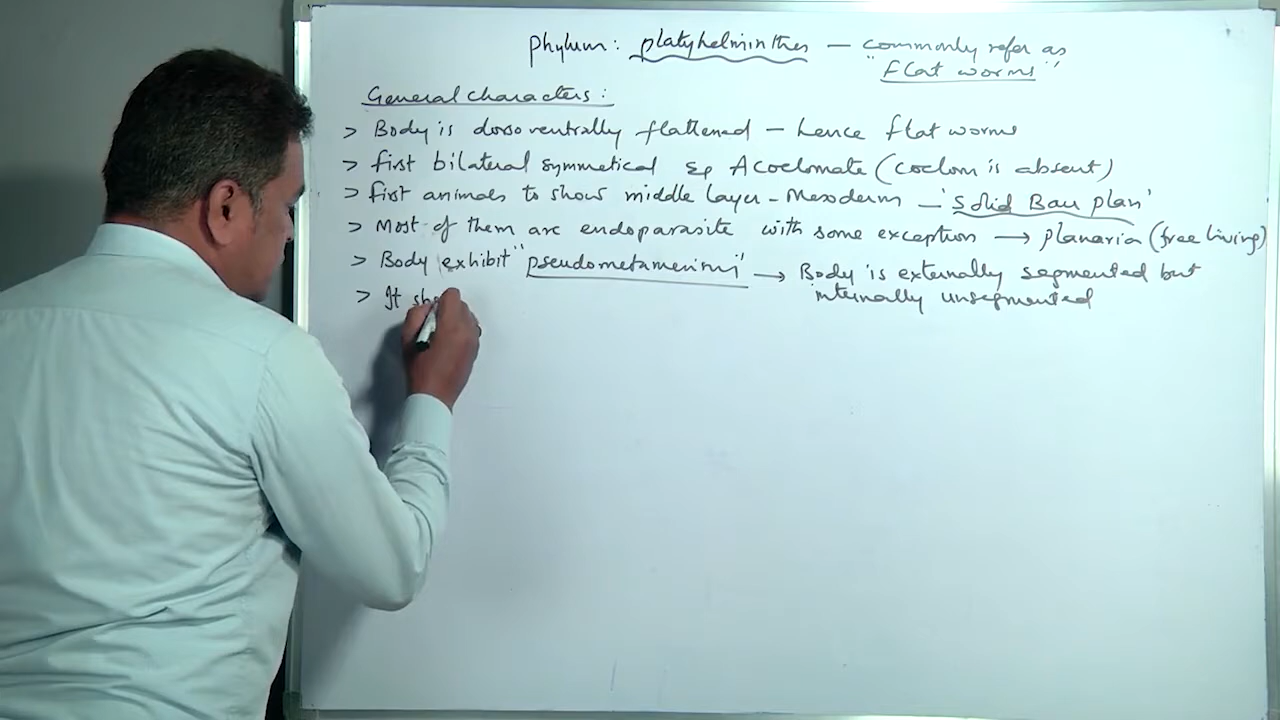 Phylum: platyhelminthes — commonly refer as
"Flat worms"
General characters:
> Body is dorsoventrally flattened – hence flat worms
> first bilateral symmetical & Acoelomate (coelom is absent)
> first animals to show middle layer - Mesoderm – 'Solid Bau plan'
> Most of them are endoparasite with some exception → planaria (free living)
> Body exhibit "pseudometamerism" → Body is externally segmented but
internally unsegmented
> It